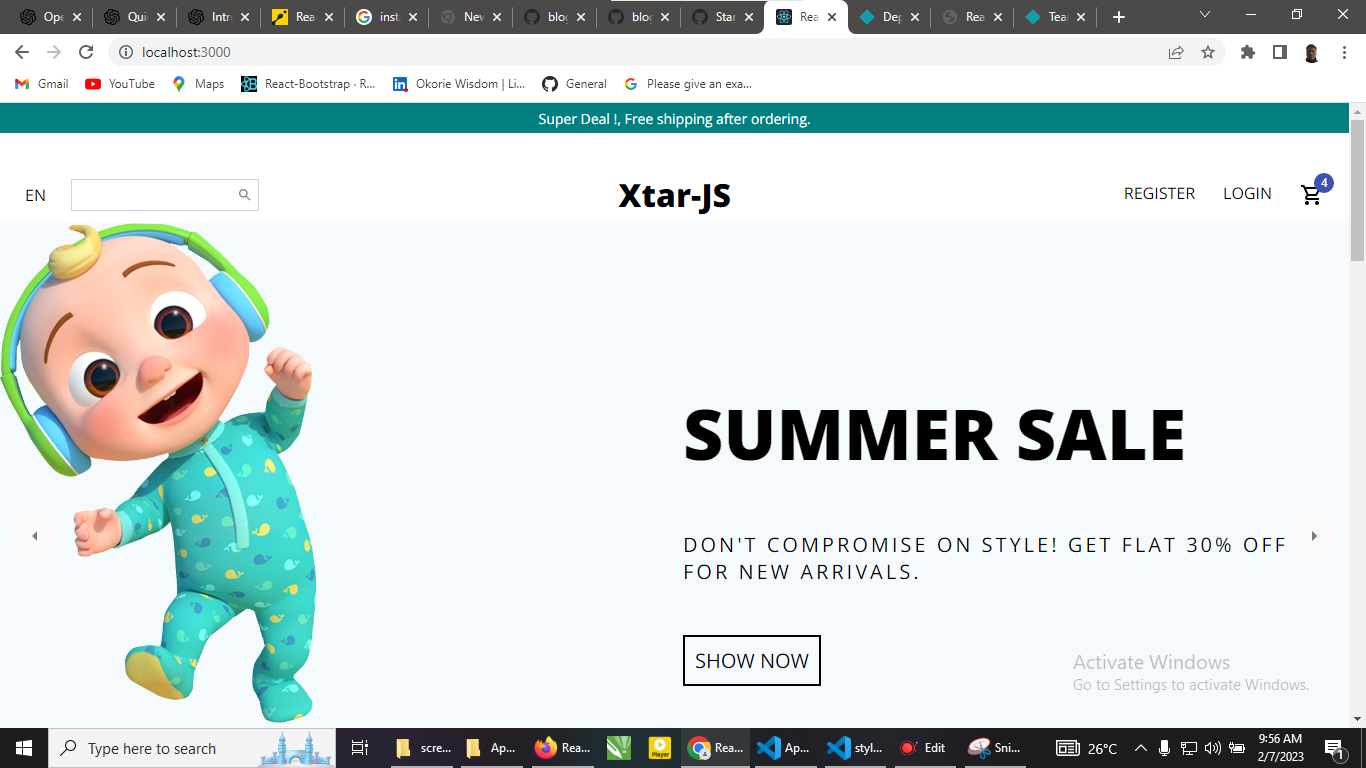 Ope
Qui
Intr
Rea
inst
New
blog
blog
Star
Rea
Dep
Rea
Tea
localhost:3000
Gmail
YouTube
Maps
React-Bootstrap · R...
Okorie Wisdom | Li...
General
Please give an exa...
Super Deal !, Free shipping after ordering.
EN
Xtar-JS
REGISTER
LOGIN
4
SUMMER SALE
DON'T COMPROMISE ON STYLE! GET FLAT 30% OFF
FOR NEW ARRIVALS.
SHOW NOW
Activate Windows
Go to Settings to activate Windows.
Type here to search
scre...
Ap...
Rea...
Player
Rea...
Ap...
styl...
Edit
Sni...
26°C
9:56 AM
2/7/2023
1